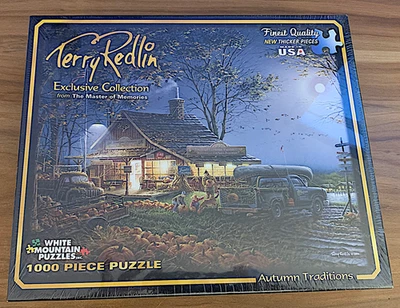 Terry Redlin
Exclusive Collection
from The Master of Memories
Finest Quality
NEW THICKER PIECES
USA
WHITE
MOUNTAIN
PUZZLES
1000 PIECE PUZZLE
Autumn Traditions